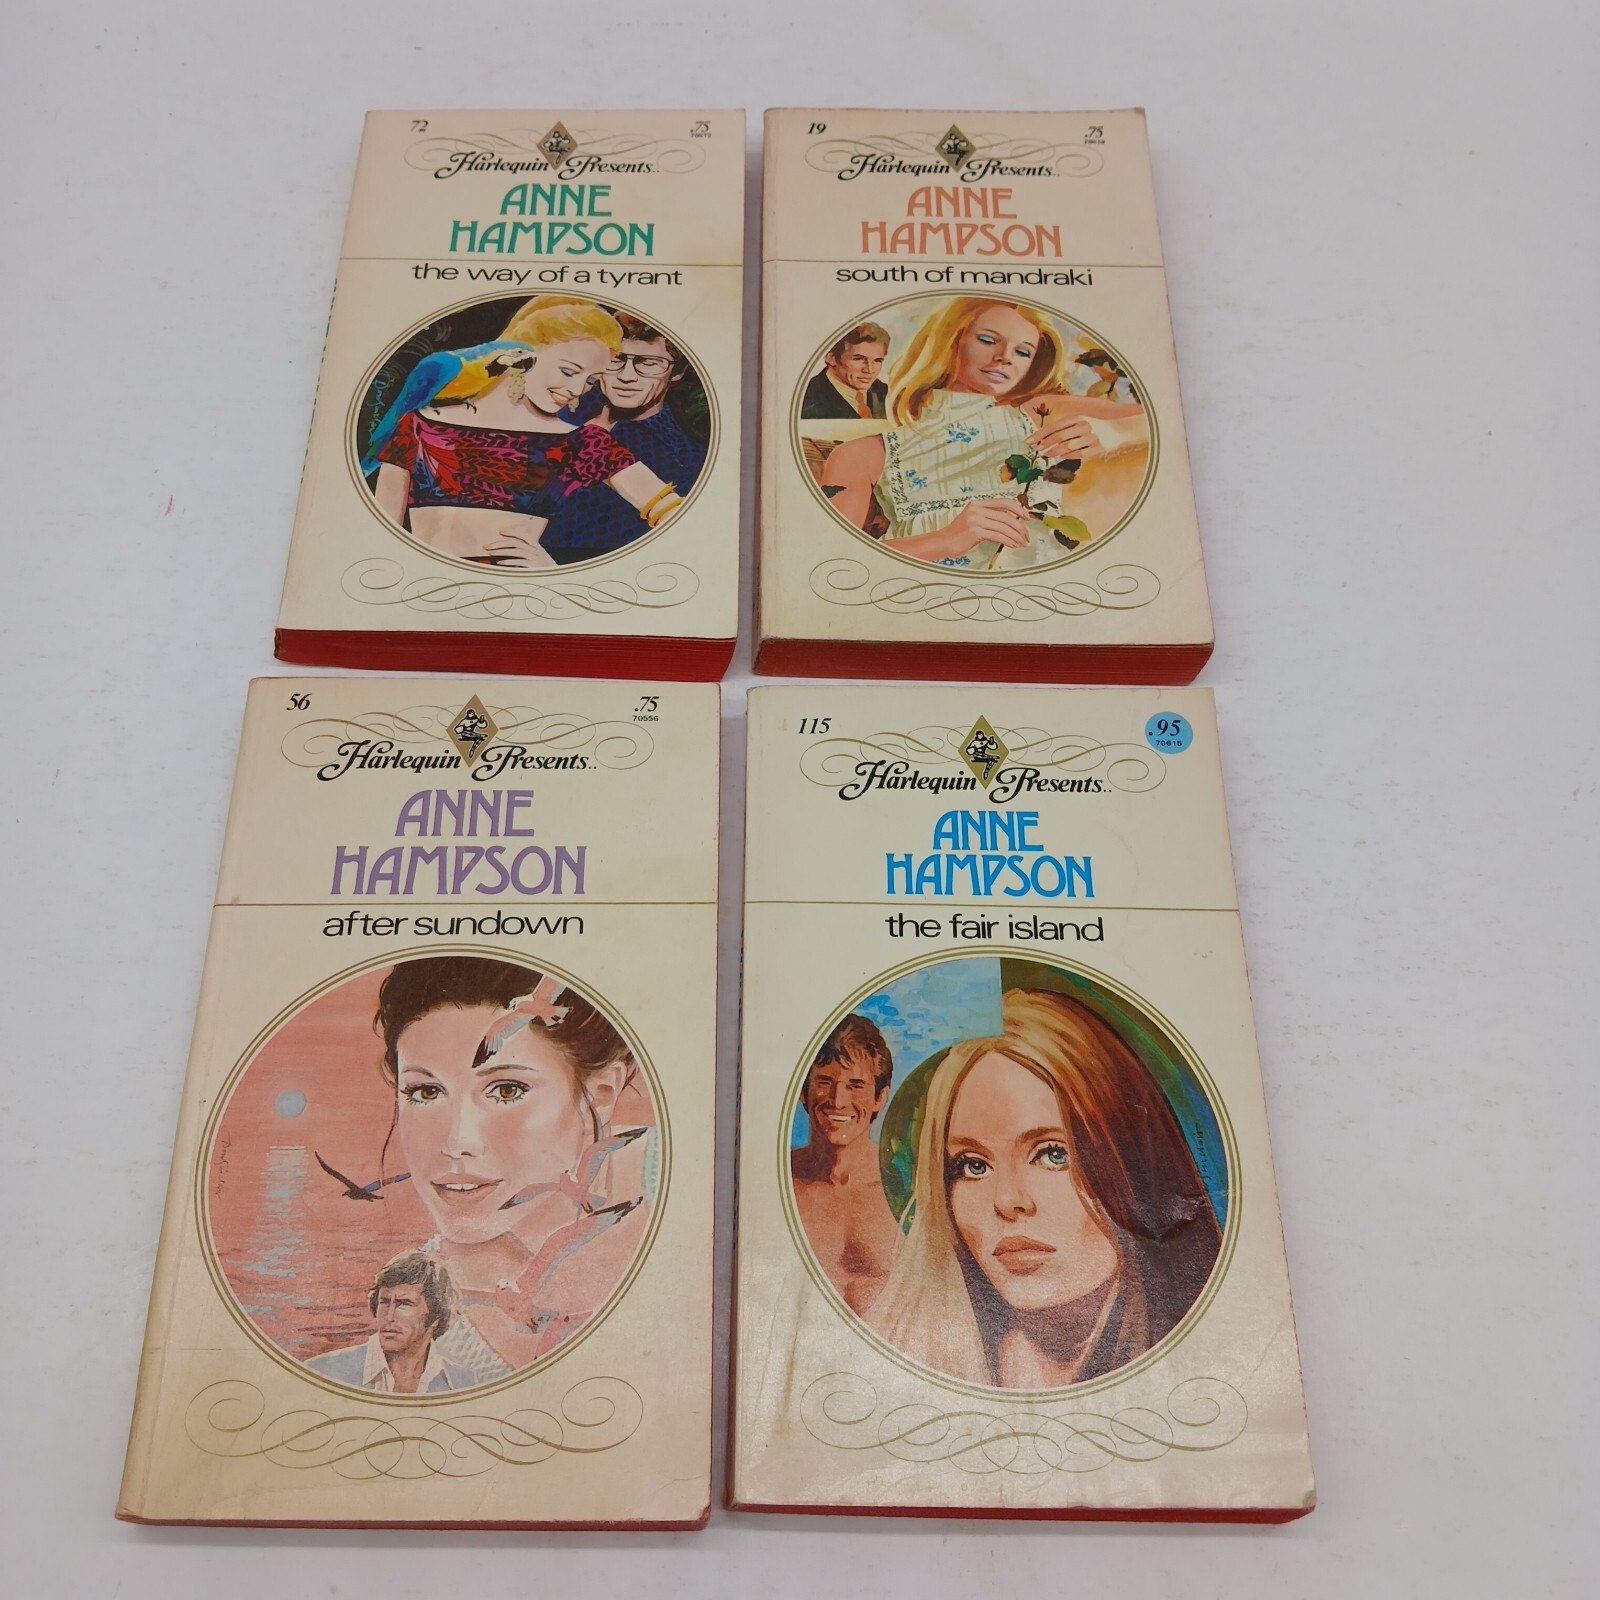 72
.75
70572
Harlequin Presents..
ANNE
HAMPSON
the way of a tyrant
19
.75
70519
Harlequin Presents..
ANNE
HAMPSON
south of mandraki
56
.75
70556
Harlequin Presents..
ANNE
HAMPSON
after sundown
115
.95
70615
Harlequin Presents..
ANNE
HAMPSON
the fair island